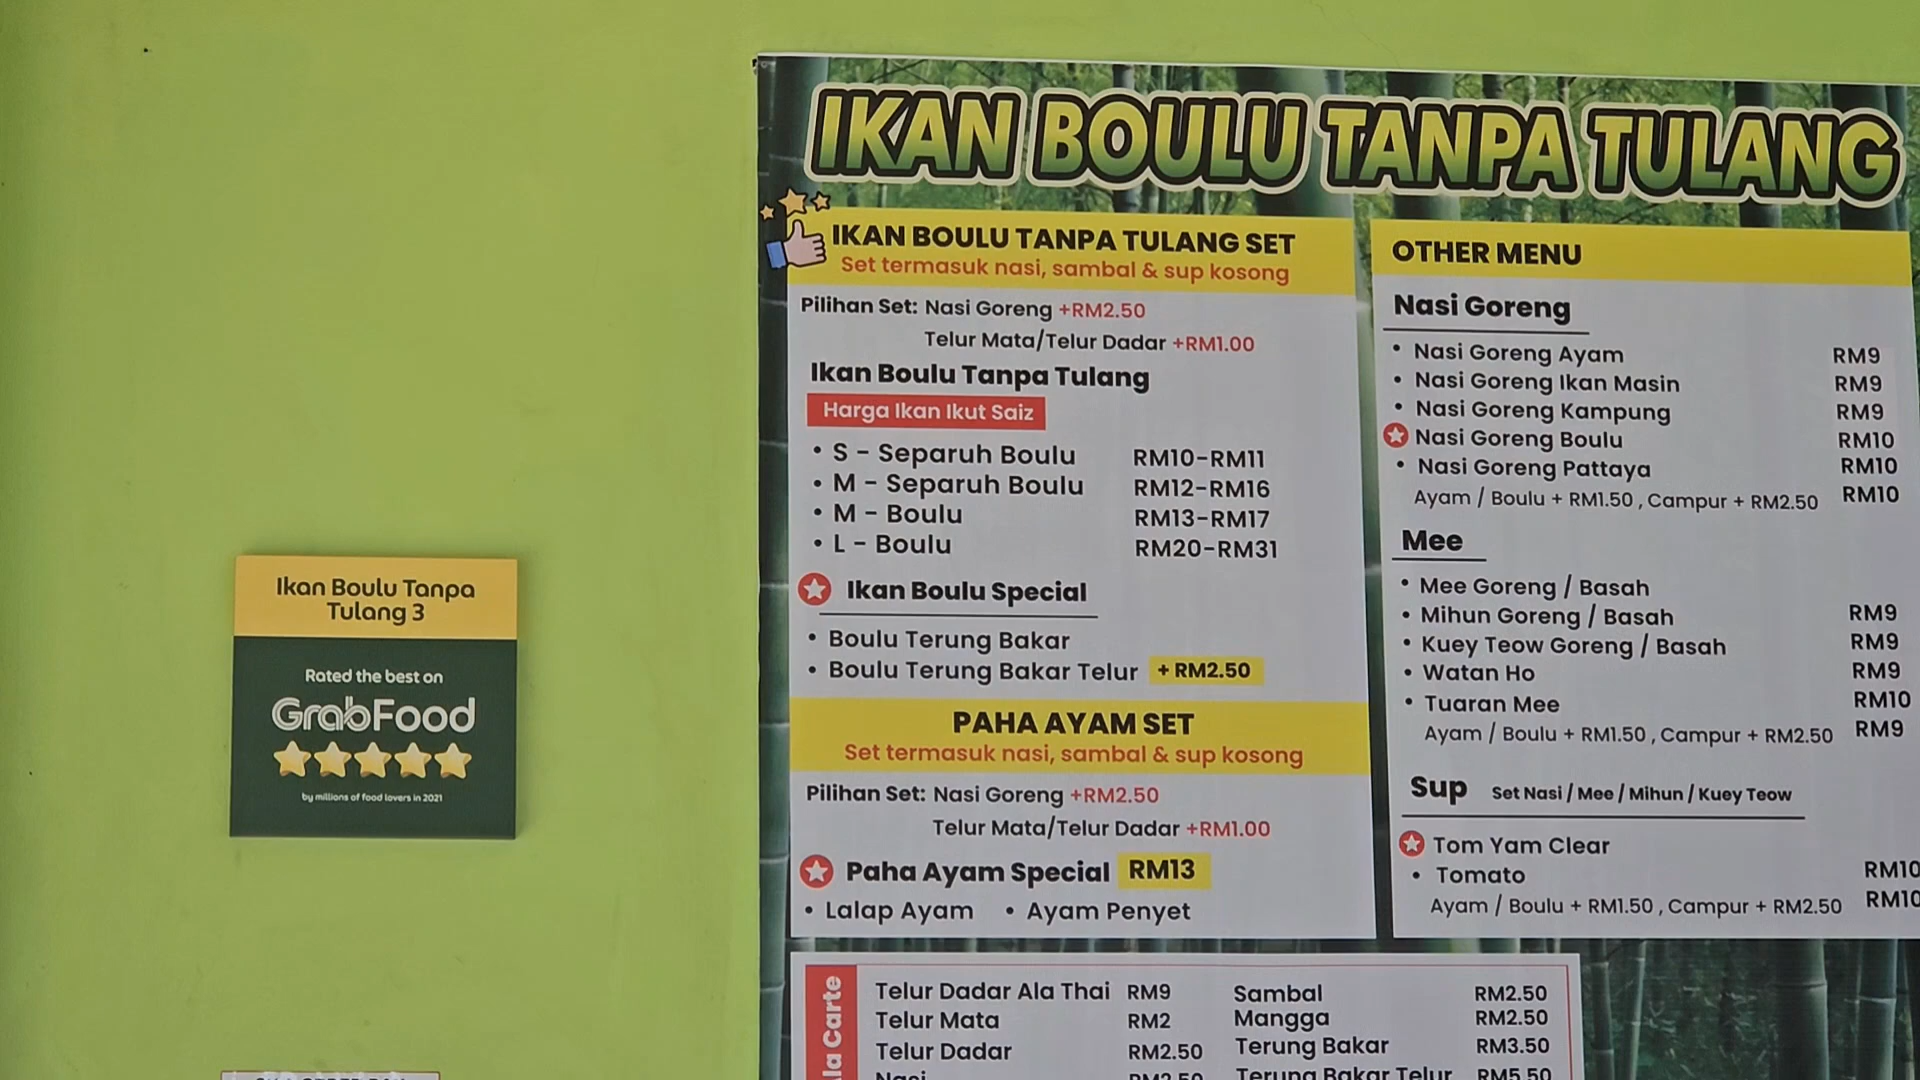 IKAN BOULU TANPA TULANG
IKAN BOULU TANPA TULANG SET
Set termasuk nasi, sambal & sup kosong
Pilihan Set: Nasi Goreng +RM2.50
Telur Mata/Telur Dadar +RM1.00
Ikan Boulu Tanpa Tulang
Harga Ikan Ikut Saiz
• S - Separuh Boulu RM10-RM11
• M - Separuh Boulu RM12-RM16
• M - Boulu RM13-RM17
• L - Boulu RM20-RM31
Ikan Boulu Special
• Boulu Terung Bakar
• Boulu Terung Bakar Telur + RM2.50
PAHA AYAM SET
Set termasuk nasi, sambal & sup kosong
Pilihan Set: Nasi Goreng +RM2.50
Telur Mata/Telur Dadar +RM1.00
Paha Ayam Special RM13
• Lalap Ayam • Ayam Penyet
OTHER MENU
Nasi Goreng
• Nasi Goreng Ayam RM9
• Nasi Goreng Ikan Masin RM9
• Nasi Goreng Kampung RM9
Nasi Goreng Boulu RM10
• Nasi Goreng Pattaya RM10
Ayam / Boulu + RM1.50 , Campur + RM2.50 RM10
Mee
• Mee Goreng / Basah
• Mihun Goreng / Basah RM9
• Kuey Teow Goreng / Basah RM9
• Watan Ho RM9
• Tuaran Mee RM10
Ayam / Boulu + RM1.50 , Campur + RM2.50 RM9
Sup Set Nasi / Mee / Mihun / Kuey Teow
Tom Yam Clear
• Tomato RM10
Ayam / Boulu + RM1.50 , Campur + RM2.50 RM10
Ala Carte
Telur Dadar Ala Thai RM9 Sambal RM2.50
Telur Mata RM2 Mangga RM2.50
Telur Dadar RM2.50 Terung Bakar RM3.50
Nasi Terung Bakar Telur RM5.50
Ikan Boulu Tanpa
Tulang 3
Rated the best on
GrabFood
by millions of food lovers in 2021